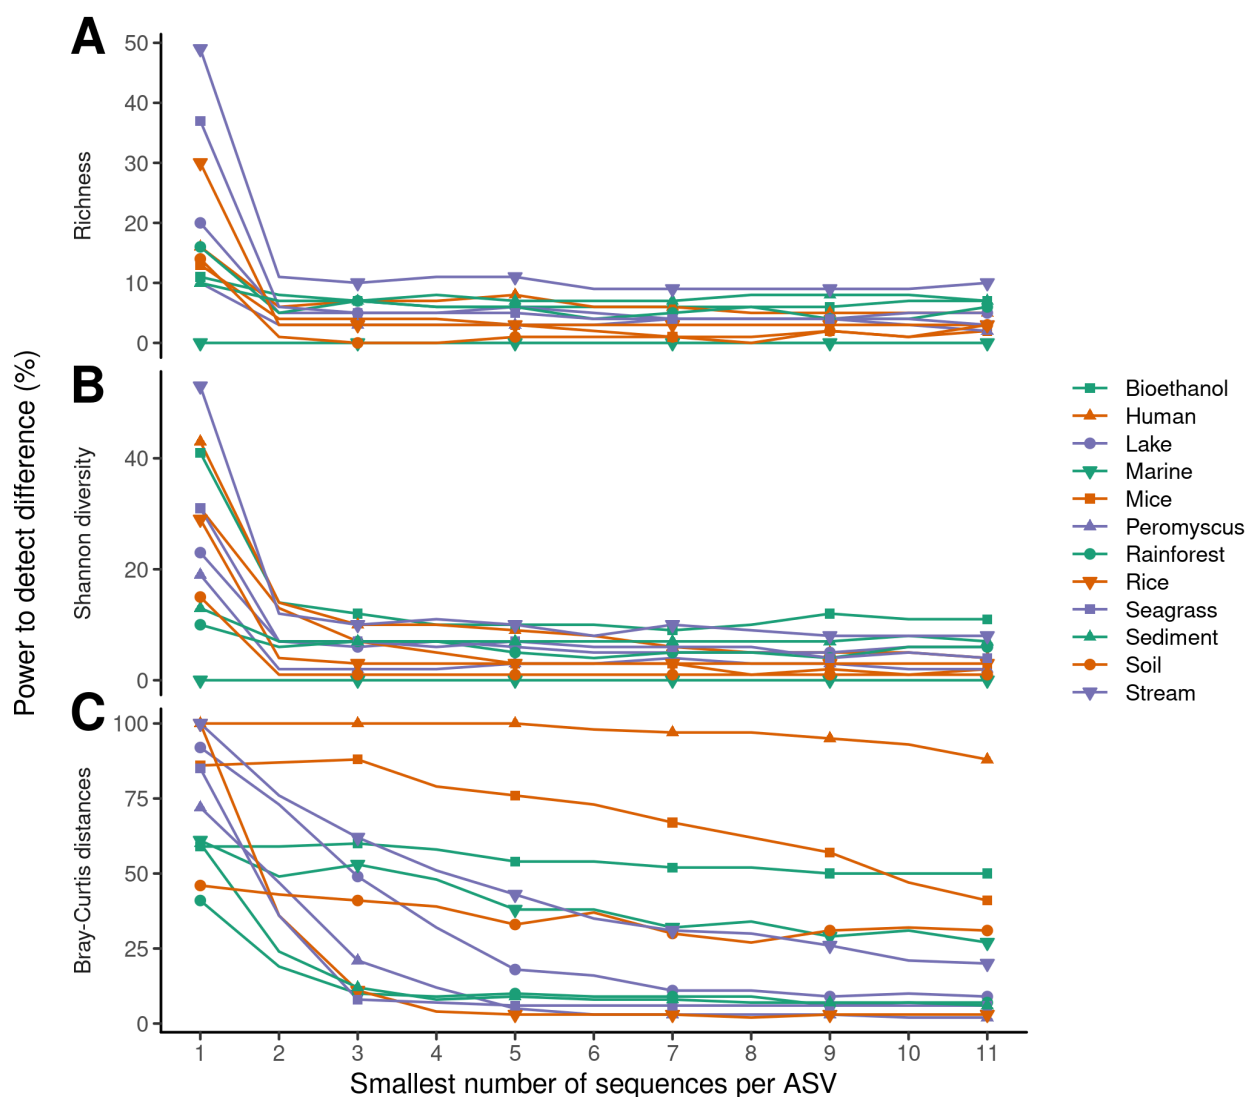 A
50
40
30
20
10
0
Richness
B
40
20
0
Shannon diversity
C
100
75
50
25
0
Bray-Curtis distances
Power to detect difference (%)
1 2 3 4 5 6 7 8 9 10 11
Smallest number of sequences per ASV
Bioethanol
Human
Lake
Marine
Mice
Peromyscus
Rainforest
Rice
Seagrass
Sediment
Soil
Stream